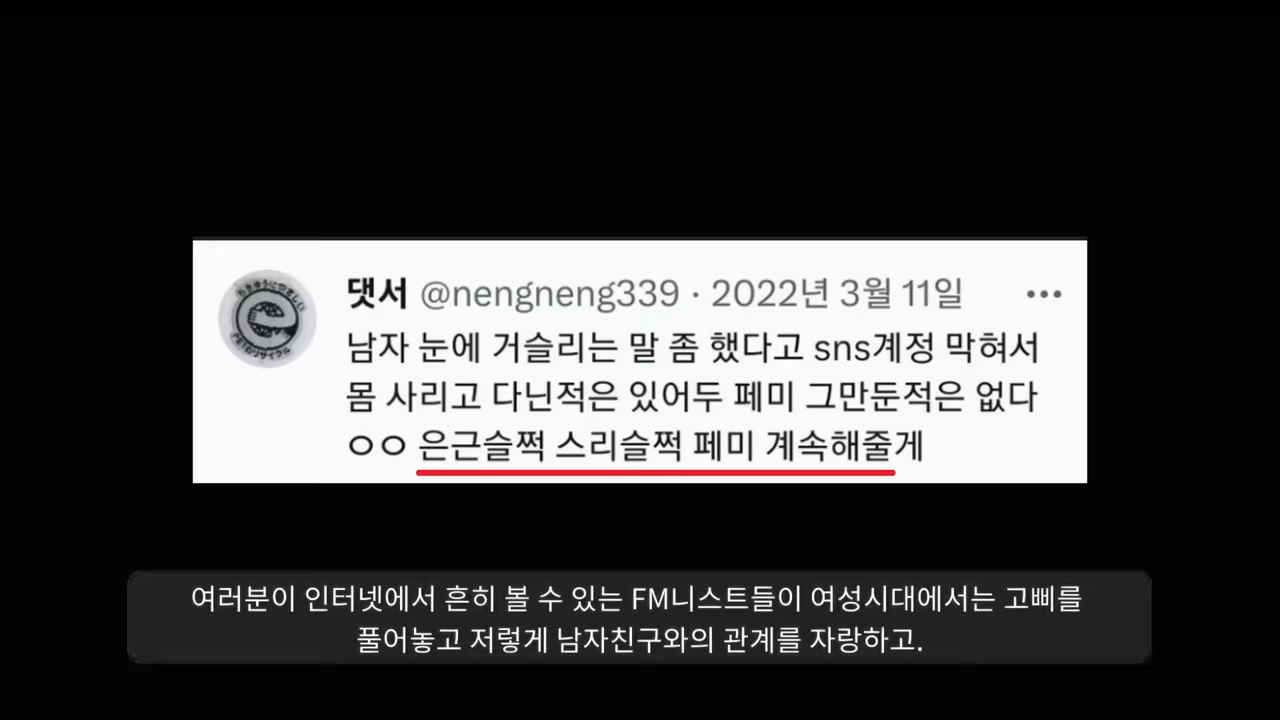 댓서 @nengneng339 · 2022년 3월 11일
남자 눈에 거슬리는 말 좀 했다고 sns계정 막혀서
몸 사리고 다닌적은 있어두 페미 그만둔적은 없다
ㅇㅇ 은근슬쩍 스리슬쩍 페미 계속해줄게
여러분이 인터넷에서 흔히 볼 수 있는 FM니스트들이 여성시대에서는 고삐를
풀어놓고 저렇게 남자친구와의 관계를 자랑하고.